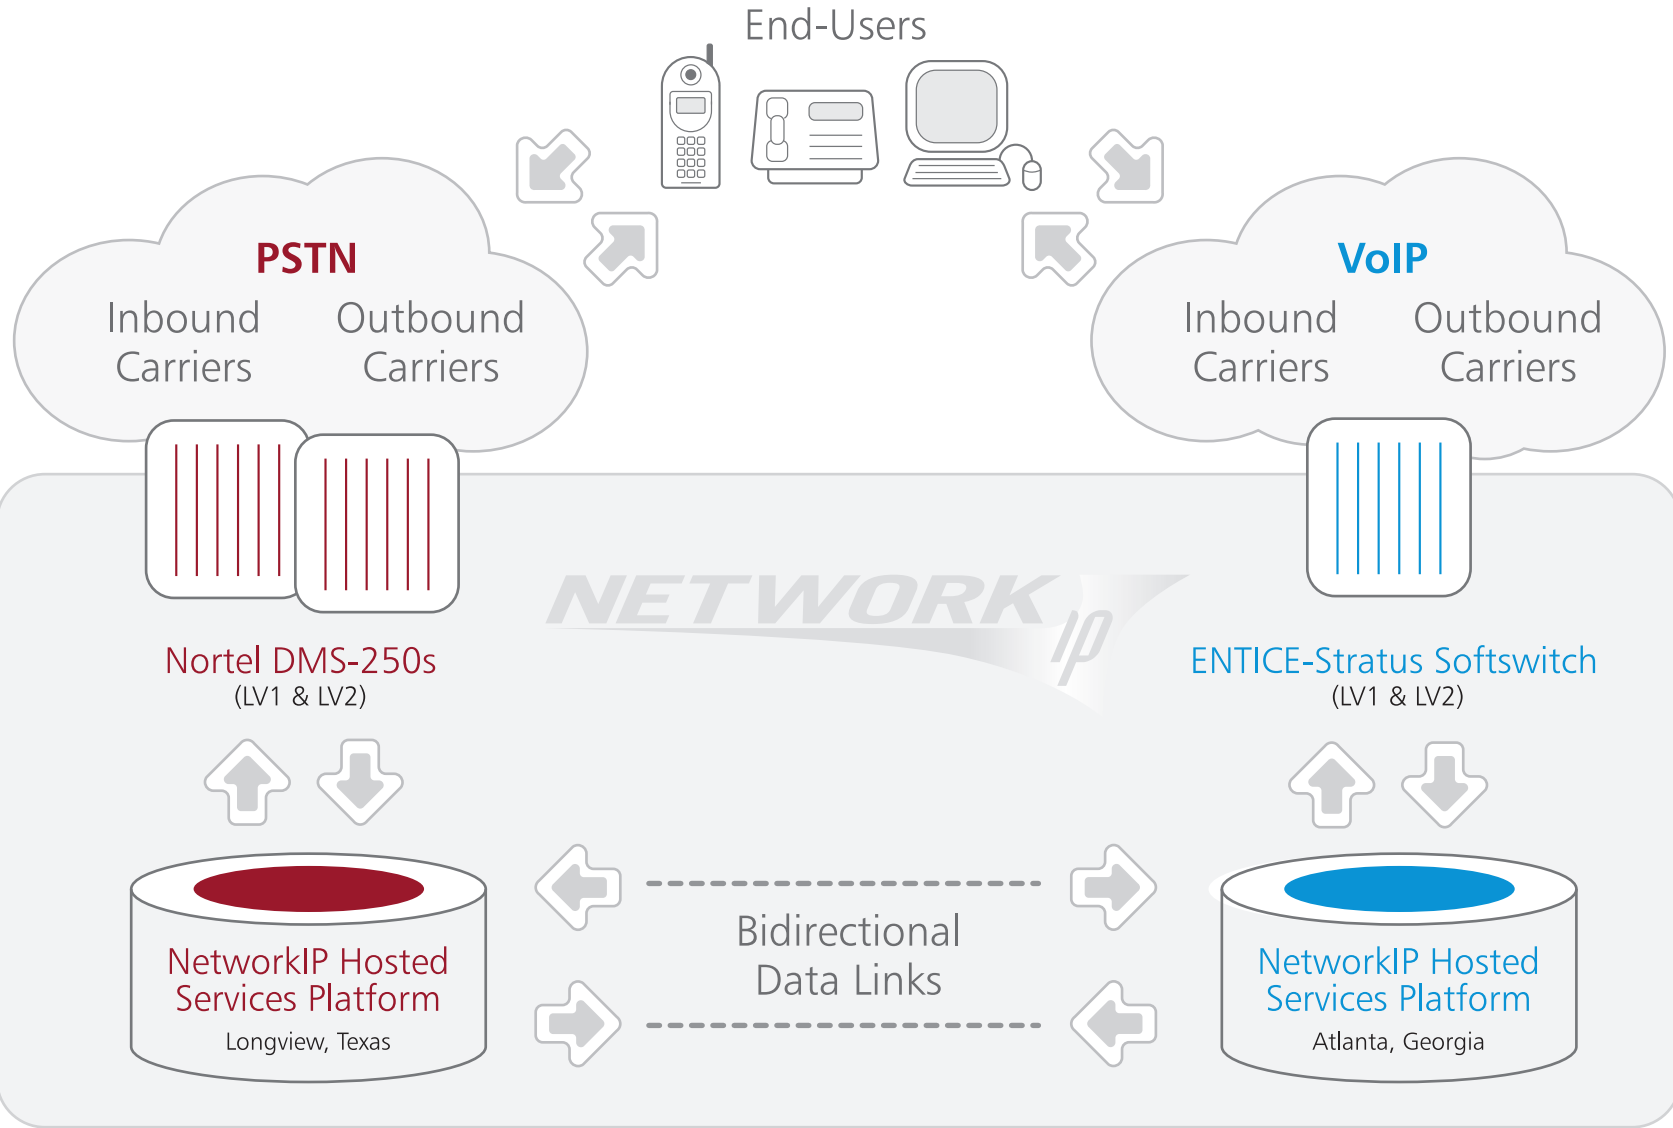 End-Users
PSTN
Inbound
Carriers
Outbound
Carriers
VoIP
Inbound
Carriers
Outbound
Carriers
NETWORK IP
Nortel DMS-250s
(LV1 & LV2)
ENTICE-Stratus Softswitch
(LV1 & LV2)
NetworkIP Hosted
Services Platform
Longview, Texas
Bidirectional
Data Links
NetworkIP Hosted
Services Platform
Atlanta, Georgia